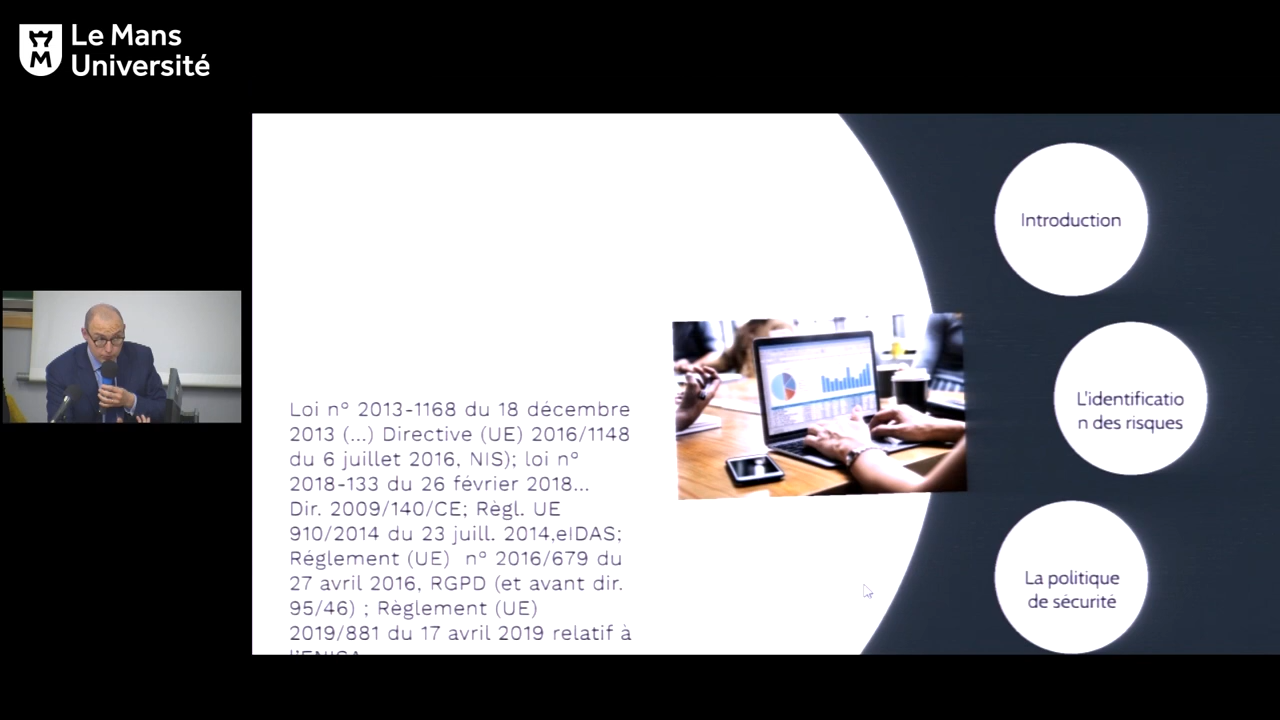 Le Mans
Université
Loi n° 2013-1168 du 18 décembre
2013 (...) Directive (UE) 2016/1148
du 6 juillet 2016, NIS); loi n°
2018-133 du 26 février 2018...
Dir. 2009/140/CE; Règl. UE
910/2014 du 23 juill. 2014,eIDAS;
Réglement (UE) n° 2016/679 du
27 avril 2016, RGPD (et avant dir.
95/46) ; Règlement (UE)
2019/881 du 17 avril 2019 relatif à
l'ENISA
Introduction
L'identificatio
n des risques
La politique
de sécurité